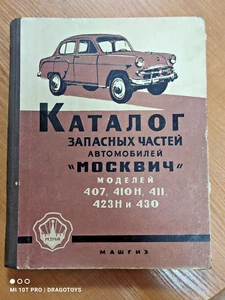 КАТАЛОГ
ЗАПАСНЫХ ЧАСТЕЙ
АВТОМОБИЛЕЙ
"МОСКВИЧ"
МОДЕЛЕЙ
407, 410Н, 411,
423Н и 430
МАШГИЗ
MI 10T PRO | DRAGOTOYS